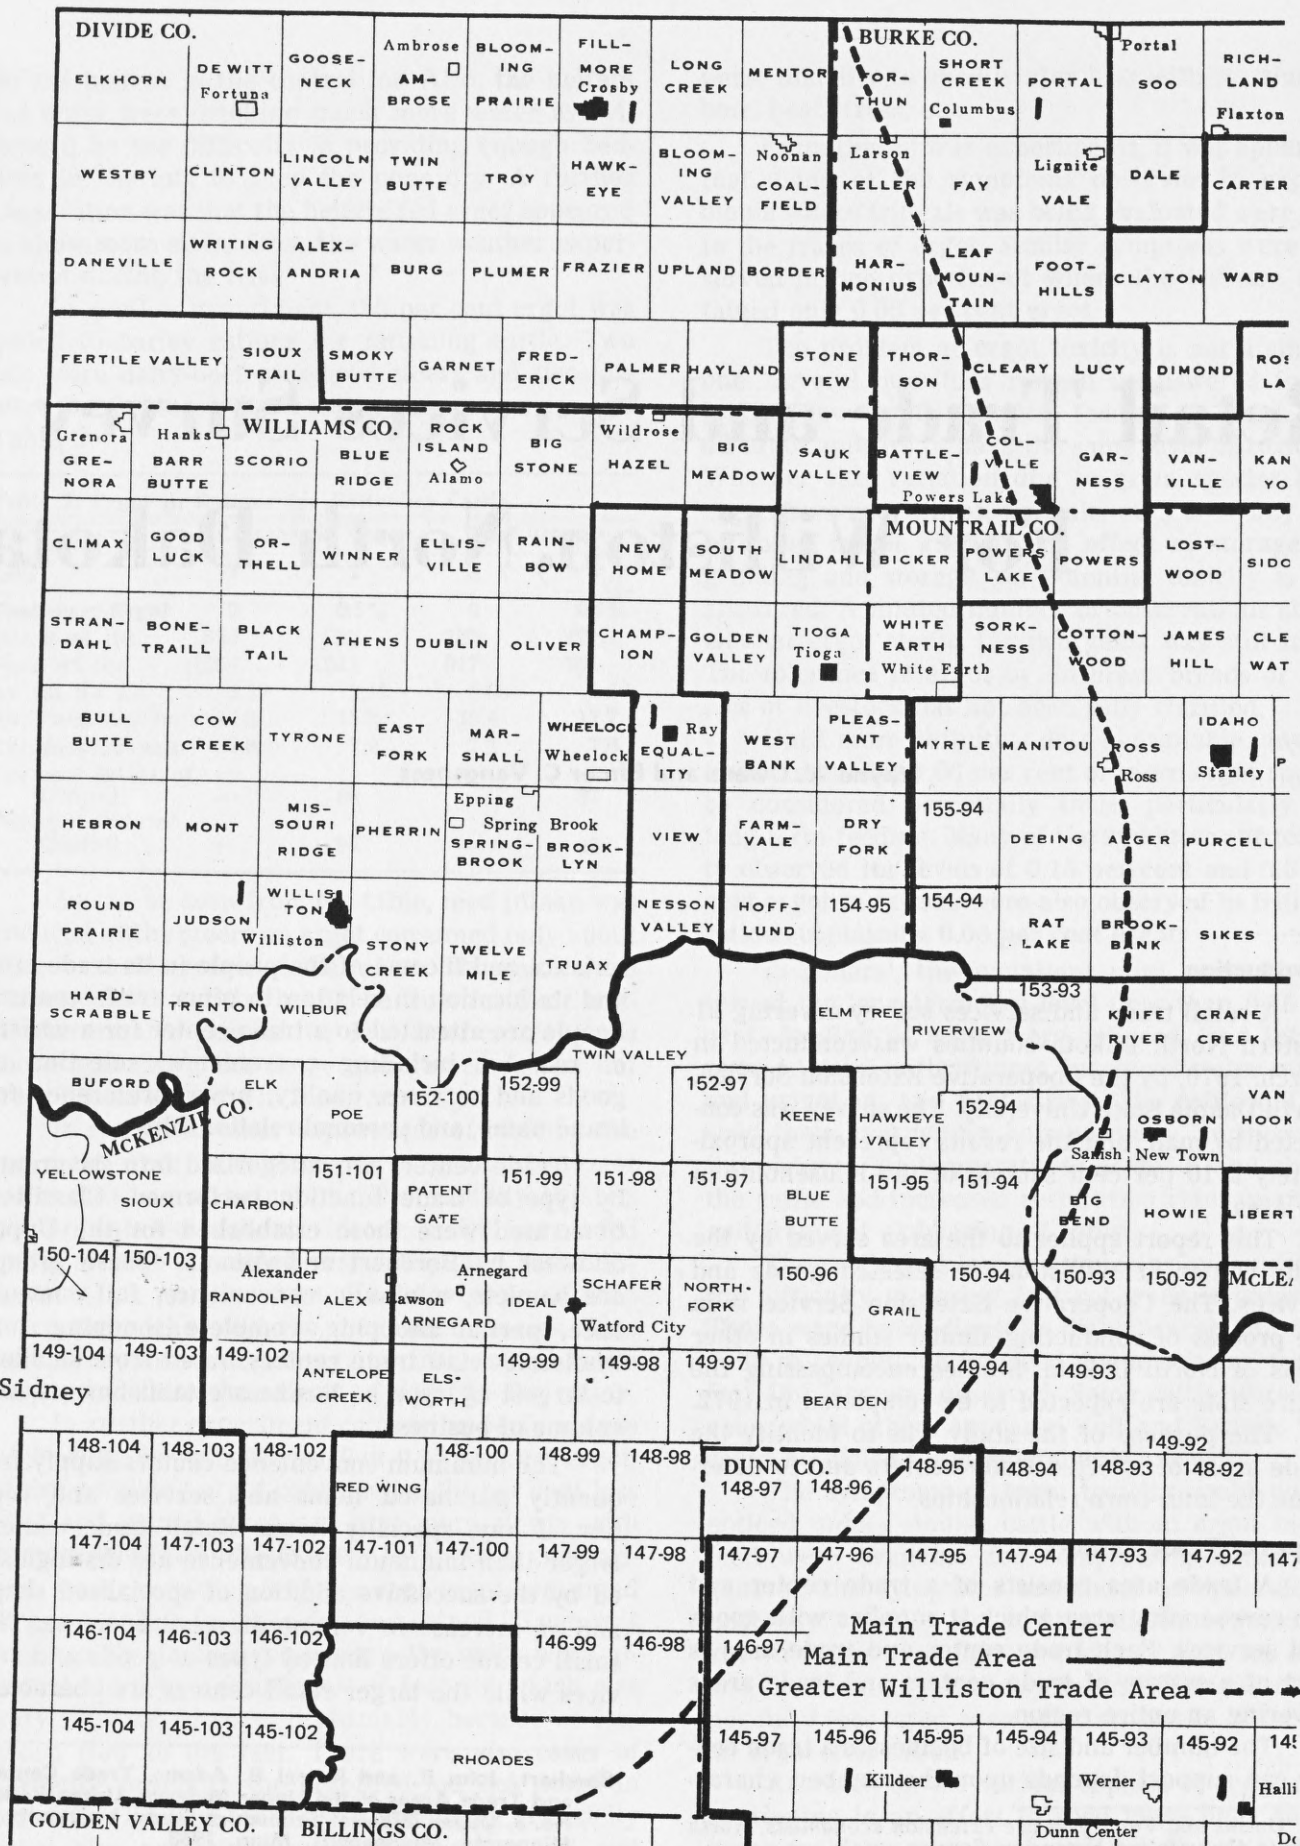 DIVIDE CO.
BURKE CO.
Portal
ELKHORN
DE WITT
Fortuna
GOOSE-
NECK
Ambrose
AM-
BROSE
BLOOM-
ING
PRAIRIE
FILL-
MORE
Crosby
LONG
CREEK
MENTOR
FOR-
THUN
SHORT
CREEK
Columbus
PORTAL
SOO
RICH-
LAND
Flaxton
WESTBY
CLINTON
LINCOLN
VALLEY
TWIN
BUTTE
TROY
HAWK-
EYE
BLOOM-
ING
VALLEY
Noonan
COAL-
FIELD
Larson
KELLER
FAY
Lignite
VALE
DALE
CARTER
DANEVILLE
WRITING
ROCK
ALEX-
ANDRIA
BURG
PLUMER
FRAZIER
UPLAND
BORDER
HAR-
MONIUS
LEAF
MOUN-
TAIN
FOOT-
HILLS
CLAYTON
WARD
FERTILE VALLEY
SIOUX
TRAIL
SMOKY
BUTTE
GARNET
FRED-
ERICK
PALMER
HAYLAND
STONE
VIEW
THOR-
SON
CLEARY
LUCY
DIMOND
ROS
LA
WILLIAMS CO.
Grenora
GRE-
NORA
Hanks
BARR
BUTTE
SCORIO
BLUE
RIDGE
ROCK
ISLAND
Alamo
BIG
STONE
Wildrose
HAZEL
BIG
MEADOW
SAUK
VALLEY
BATTLE-
VIEW
COL-
VILLE
Powers Lake
GAR-
NESS
VAN-
VILLE
KAN
YO
MOUNTRAIL CO.
CLIMAX
GOOD
LUCK
OR-
THELL
WINNER
ELLIS-
VILLE
RAIN-
BOW
NEW
HOME
SOUTH
MEADOW
LINDAHL
BICKER
POWERS
LAKE
POWERS
LOST-
WOOD
SIDO
STRAN-
DAHL
BONE-
TRAILL
BLACK
TAIL
ATHENS
DUBLIN
OLIVER
CHAMP-
ION
GOLDEN
VALLEY
TIOGA
Tioga
WHITE
EARTH
White Earth
SORK-
NESS
COTTON-
WOOD
JAMES
HILL
CLE
WAT
BULL
BUTTE
COW
CREEK
TYRONE
EAST
FORK
MAR-
SHALL
WHEELOCK
Wheelock
Ray
EQUAL-
ITY
WEST
BANK
PLEAS-
ANT
VALLEY
MYRTLE
MANITOU
ROSS
Ross
IDAHO
Stanley
P
HEBRON
MONT
MIS-
SOURI
RIDGE
PHERRIN
Epping
Spring Brook
SPRING-
BROOK
BROOK-
LYN
VIEW
FARM-
VALE
DRY
FORK
155-94
DEBING
ALGER
PURCELL
ROUND
PRAIRIE
JUDSON
WILLIS-
TON
Williston
STONY
CREEK
TWELVE
MILE
TRUAX
NESSON
VALLEY
HOFF-
LUND
154-95
154-94
RAT
LAKE
BROOK-
BANK
SIKES
HARD-
SCRABBLE
TRENTON
WILBUR
TWIN VALLEY
ELM TREE
RIVERVIEW
153-93
KNIFE
RIVER
CRANE
CREEK
BUFORD
MCKENZIE CO.
ELK
POE
152-100
152-99
152-97
KEENE
HAWKEYE
VALLEY
152-94
OSBORN
New Town
Sanish
VAN
HOOK
YELLOWSTONE
SIOUX
CHARBON
151-101
PATENT
GATE
151-99
151-98
151-97
BLUE
BUTTE
151-95
151-94
BIG
BEND
HOWIE
LIBERT
150-104
150-103
Alexander
RANDOLPH
ALEX
Rawson
Arnegard
ARNEGARD
IDEAL
SCHAFER
Watford City
FORK
150-96
GRAIL
150-94
150-93
150-92
MCLEA
149-104
149-103
149-102
ANTELOPE
CREEK
ELS-
WORTH
149-99
149-98
149-97
BEAR DEN
149-94
149-93
149-92
Sidney
148-104
148-103
148-102
RED WING
148-100
148-99
148-98
DUNN CO.
148-97
148-96
148-95
148-94
148-93
148-92
147-104
147-103
147-102
147-101
147-100
147-99
147-98
147-97
147-96
147-95
147-94
147-93
147-92
147
146-104
146-103
146-102
146-99
146-98
146-97
Main Trade Center
Main Trade Area
Greater Williston Trade Area
145-104
145-103
145-102
RHODES
145-97
145-96
145-95
145-94
145-93
145-92
145
Killdeer
Werner
Halli
Dunn Center
GOLDEN VALLEY CO.
BILLINGS CO.